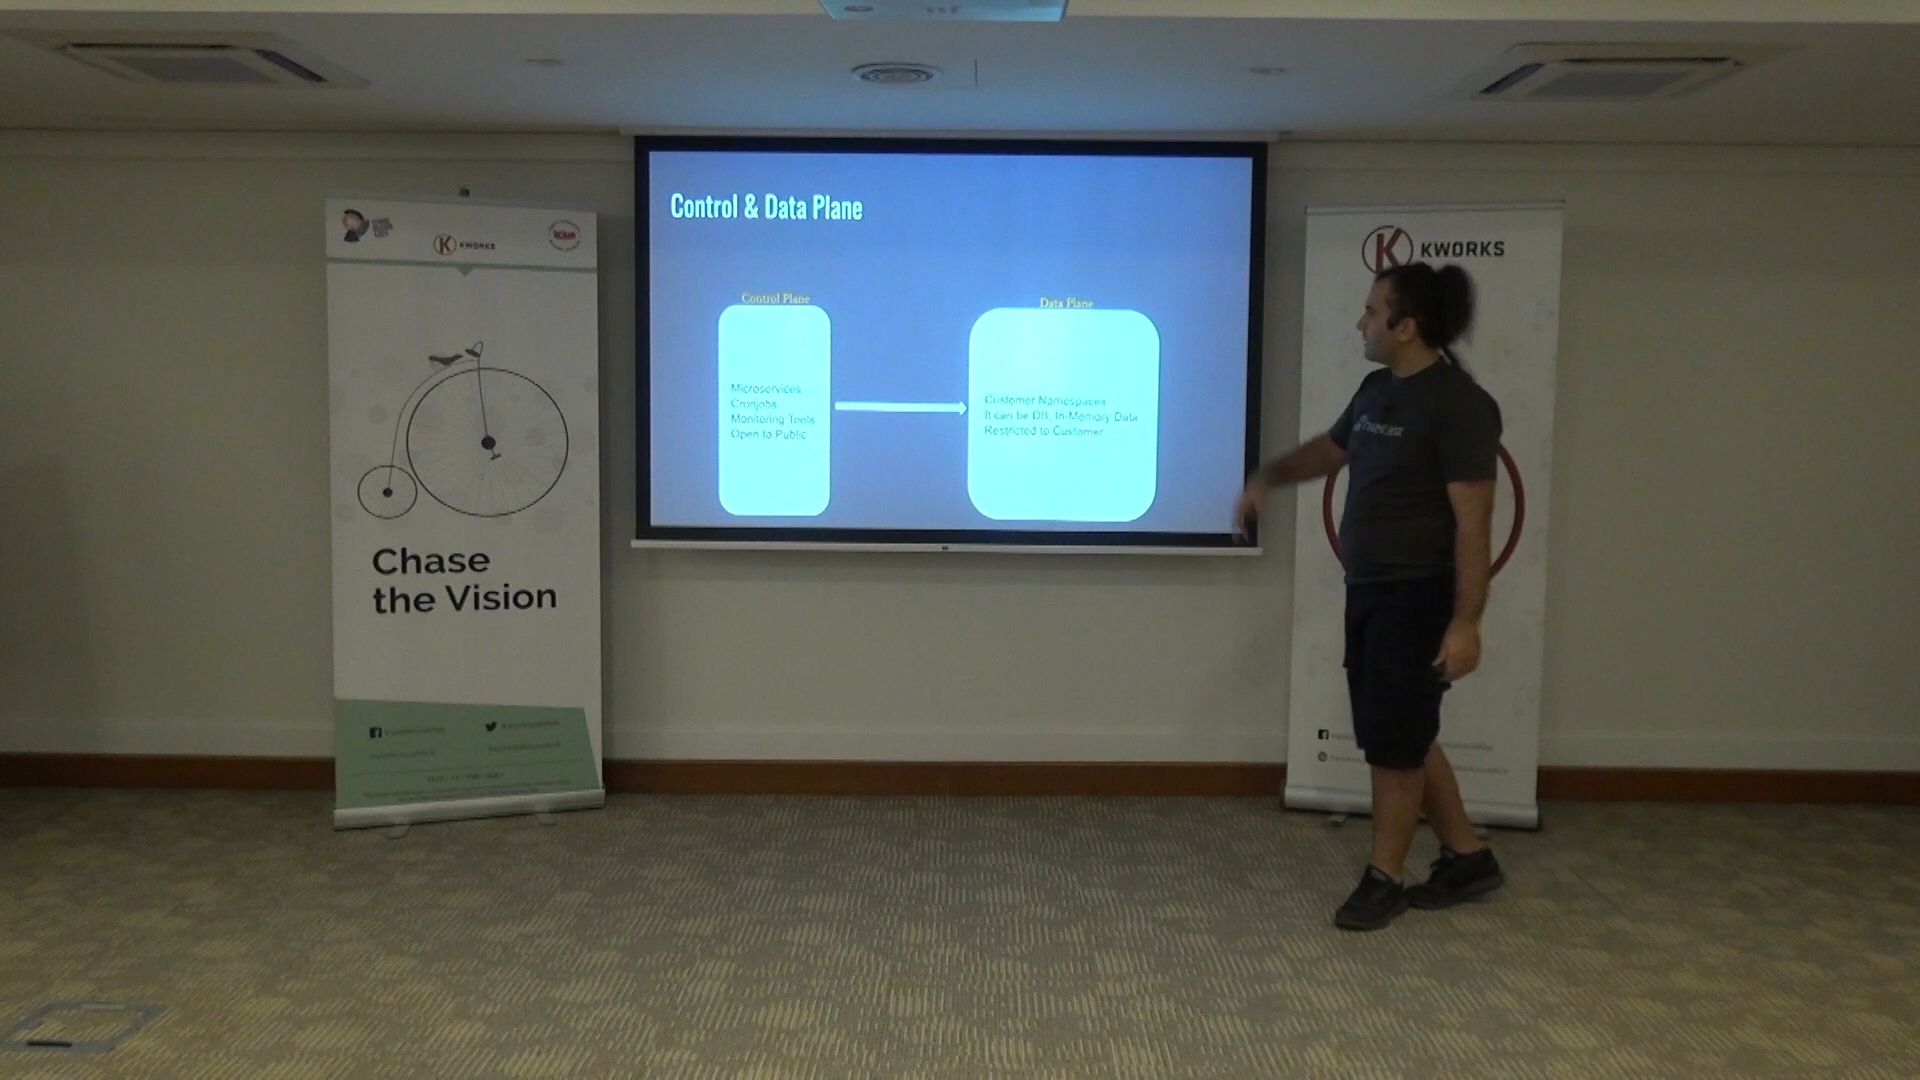 KWORKS
Chase
the Vision
Control & Data Plane
Control Plane
Microservices
Cronjobs
Monitoring Tools
Open to Public
Data Plane
Customer Namespaces
It can be DB, In-Memory Data
Restricted to Customer
KWORKS